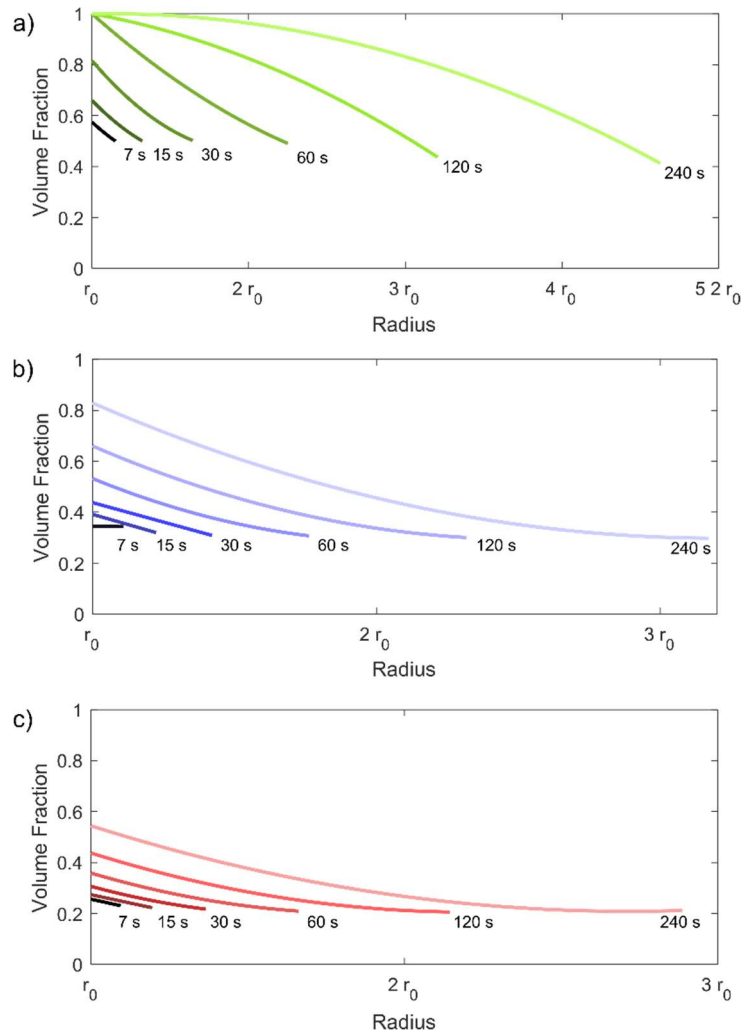 a)
1
0.8
0.6
0.4
0.2
0
Volume Fraction
7 s 15 s 30 s 60 s 120 s 240 s
r0 2 r0 3 r0 4 r0 5 2 r0
Radius
b)
1
0.8
0.6
0.4
0.2
0
Volume Fraction
7 s 15 s 30 s 60 s 120 s 240 s
r0 2 r0 3 r0
Radius
c)
1
0.8
0.6
0.4
0.2
0
Volume Fraction
7 s 15 s 30 s 60 s 120 s 240 s
r0 2 r0 3 r0
Radius